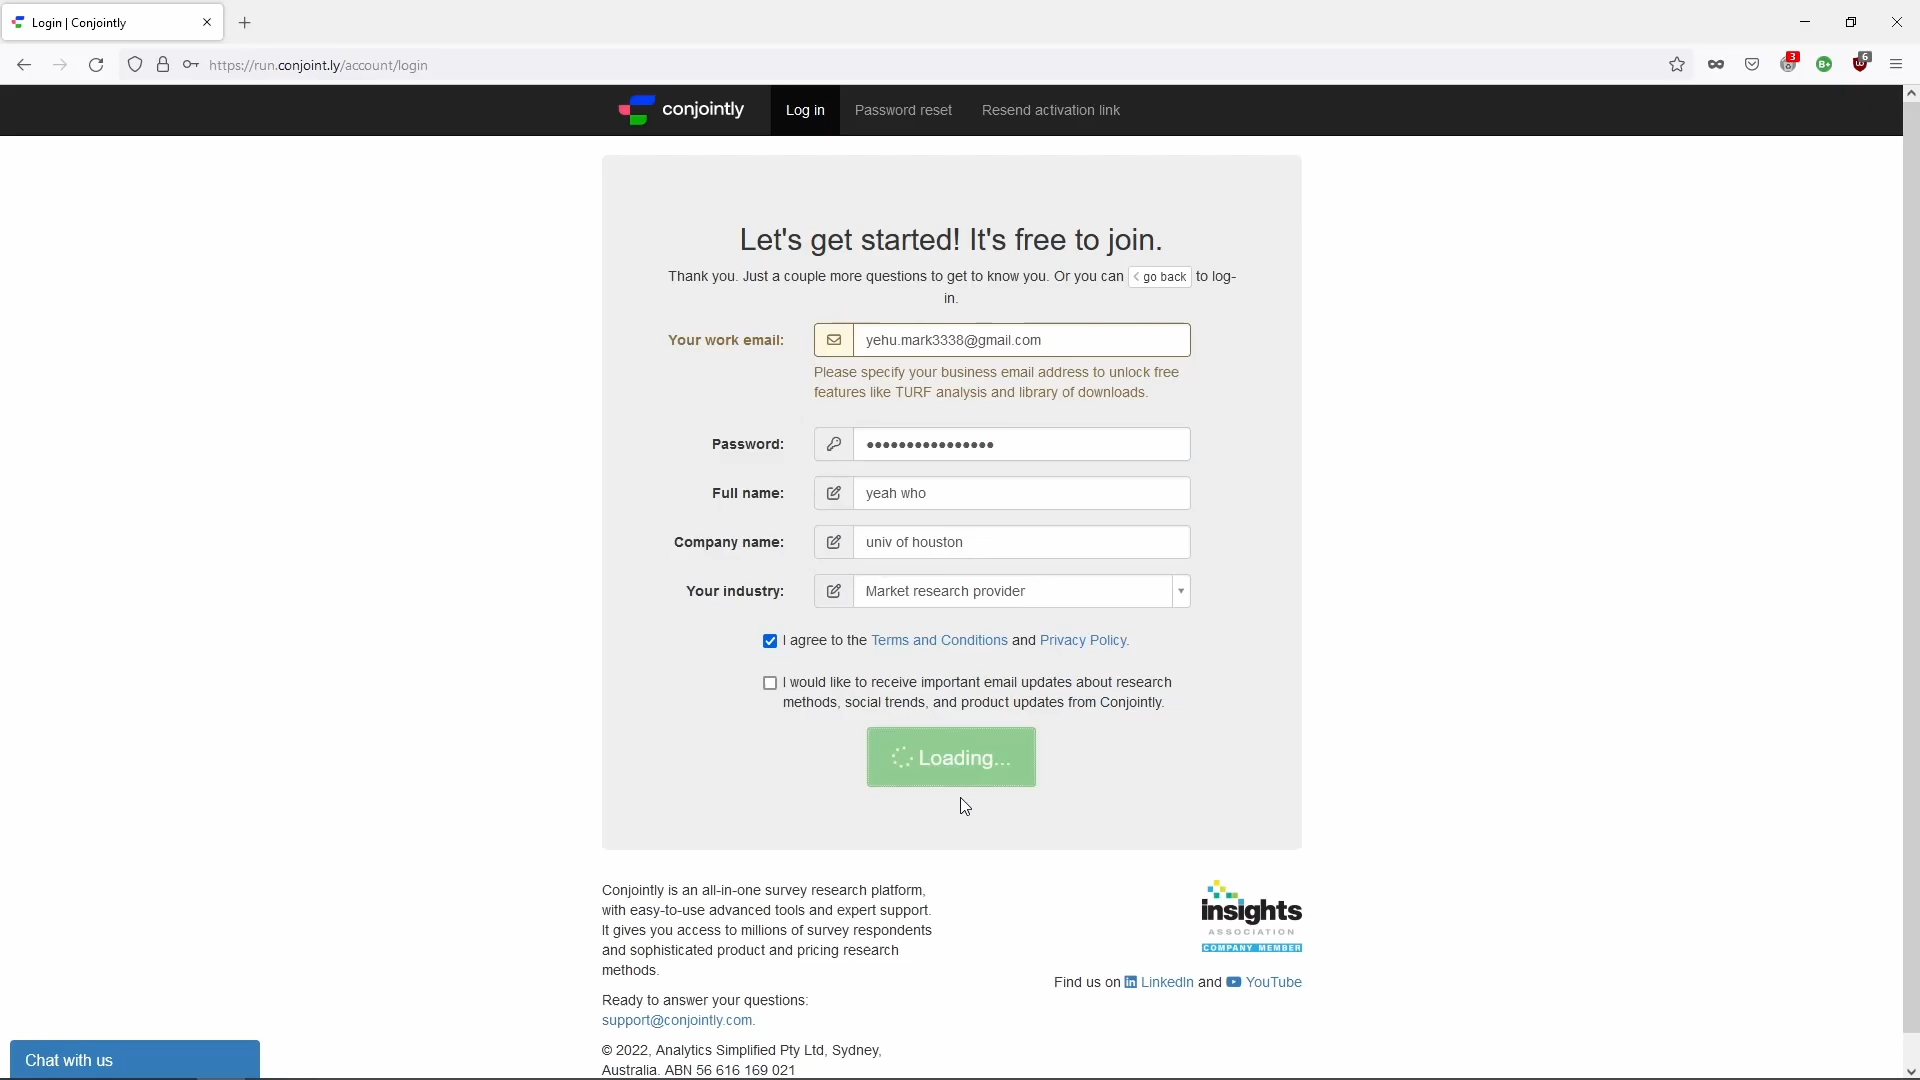 Login | Conjointly
https://run.conjoint.ly/account/login
3
B+
6
conjointly
Log in
Password reset
Resend activation link
Let's get started! It's free to join.
Thank you. Just a couple more questions to get to know you. Or you can < go back to log-
in.
Your work email:
yehu.mark3338@gmail.com
Please specify your business email address to unlock free
features like TURF analysis and library of downloads.
Password:
Full name:
yeah who
Company name:
univ of houston
Your industry:
Market research provider
I agree to the Terms and Conditions and Privacy Policy.
I would like to receive important email updates about research
methods, social trends, and product updates from Conjointly.
Loading...
Conjointly is an all-in-one survey research platform,
with easy-to-use advanced tools and expert support.
It gives you access to millions of survey respondents
and sophisticated product and pricing research
methods.
Ready to answer your questions:
support@conjointly.com.
© 2022, Analytics Simplified Pty Ltd, Sydney,
Australia. ABN 56 616 169 021
insights
ASSOCIATION
COMPANY MEMBER
Find us on LinkedIn and YouTube
Chat with us